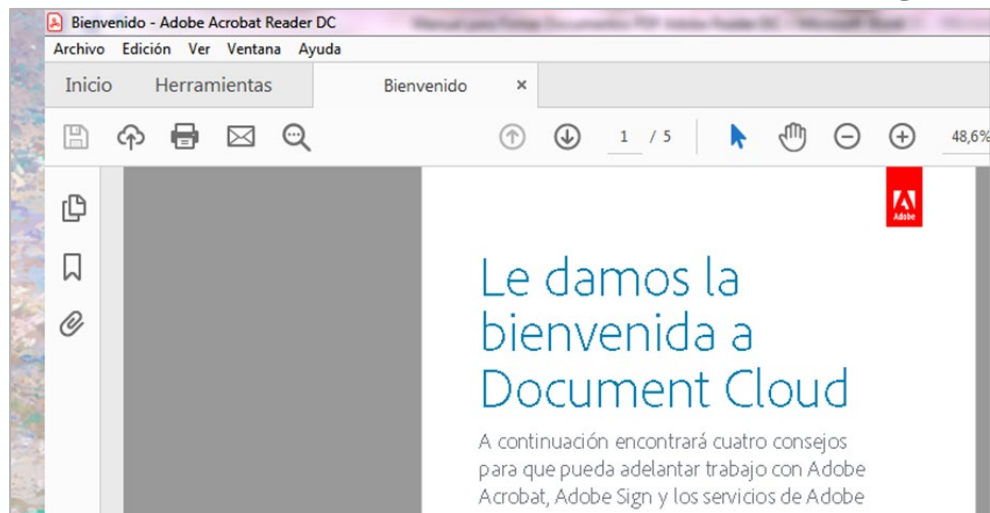 Bienvenido - Adobe Acrobat Reader DC
Archivo Edición Ver Ventana Ayuda
Inicio Herramientas Bienvenido ×
1 / 5 48,6%
Adobe
Le damos la
bienvenida a
Document Cloud
A continuación encontrará cuatro consejos
para que pueda adelantar trabajo con Adobe
Acrobat, Adobe Sign y los servicios de Adobe